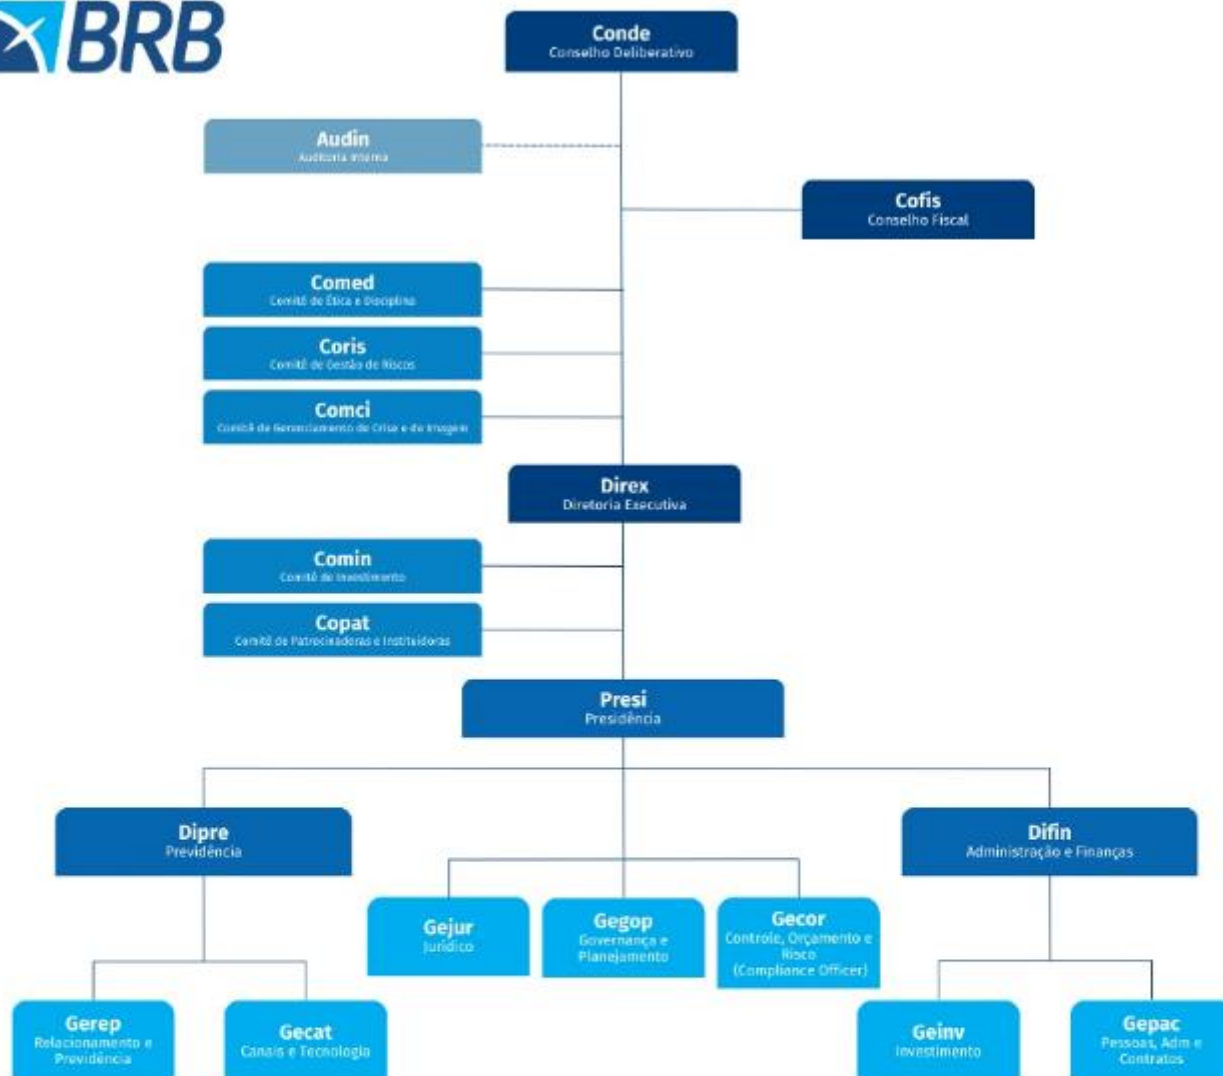 BRB
Conde
Conselho Deliberativo
Audin
Auditoria Interna
Cofis
Conselho Fiscal
Comed
Comitê de Ética e Disciplina
Coris
Comitê de Gestão de Riscos
Comci
Comitê de Gerenciamento de Crise e de Imagem
Direx
Diretoria Executiva
Comin
Comitê de Investimento
Copat
Comitê de Patrocinadoras e Instituidoras
Presi
Presidência
Dipre
Previdência
Difin
Administração e Finanças
Gejur
Jurídico
Gegop
Governança e
Planejamento
Gecor
Controle, Orçamento e
Risco
(Compliance Officer)
Gerep
Relacionamento e
Previdência
Gecat
Canais e Tecnologia
Geinv
Investimento
Gepac
Pessoas, Adm e
Contratos